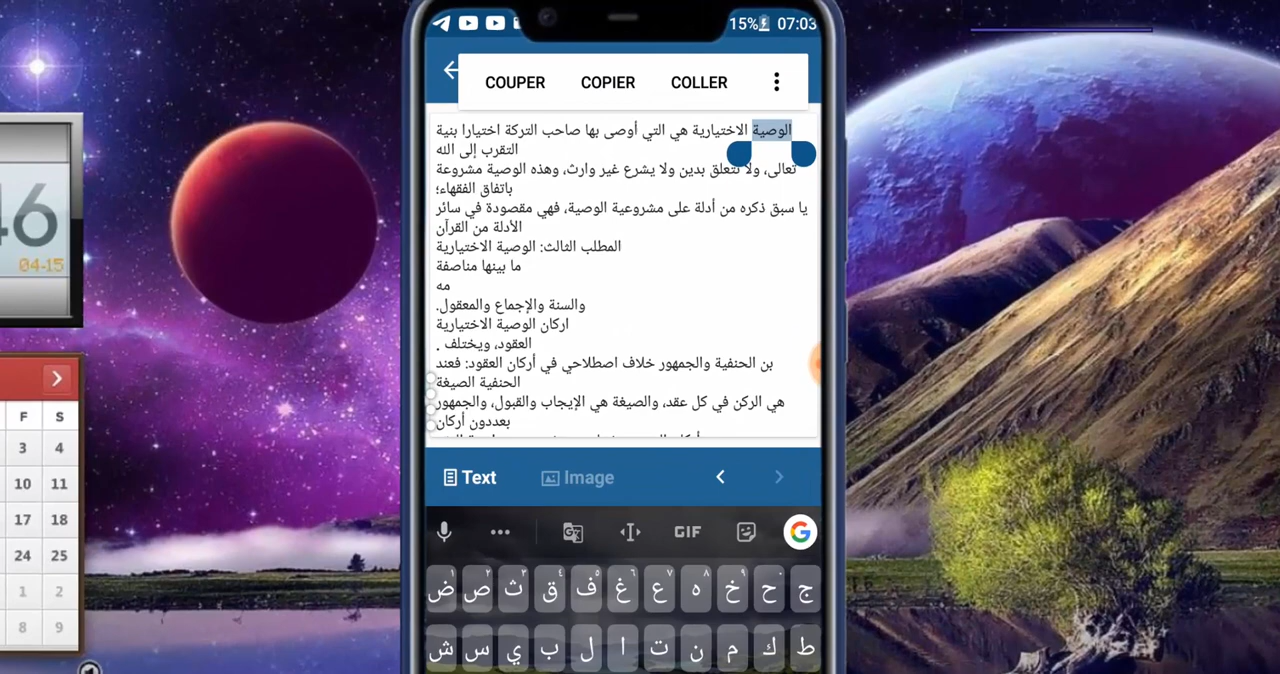 15% 07:03
COUPER COPIER COLLER
الوصية الاختيارية هي التي أوصى بها صاحب التركة اختيارا بنية
التقرب إلى الله
تعالى، ولا تتعلق بدين ولا يشرع غير وارث، وهذه الوصية مشروعة
باتفاق الفقهاء؛
يا سبق ذكره من أدلة على مشروعية الوصية، فهي مقصودة في سائر
الأدلة من القرآن
المطلب الثالث: الوصية الاختيارية
ما بينها مناصفة
مه
والسنة والإجماع والمعقول.
اركان الوصية الاختيارية
العقود، ويختلف .
بن الحنفية والجمهور خلاف اصطلاحي في أركان العقود: فعند
الحنفية الصيغة
هي الركن في كل عقد، والصيغة هي الإيجاب والقبول، والجمهور
بعددون أركان
Text Image
GIF G
ض ص ث ق ف غ ع ه خ ح ج
ش س ي ب ل ا ت ن م ك ط
46
04-15
F S
3 4
10 11
17 18
24 25
1 2
8 9